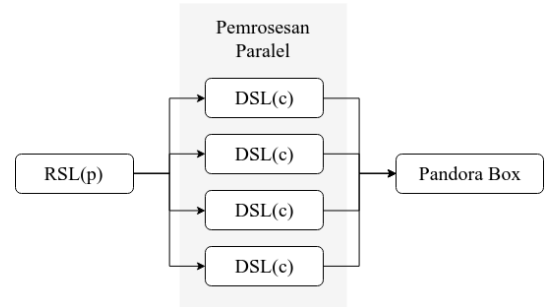 Pemrosesan
Paralel
DSL(c)
DSL(c)
RSL(p)
Pandora Box
DSL(c)
DSL(c)